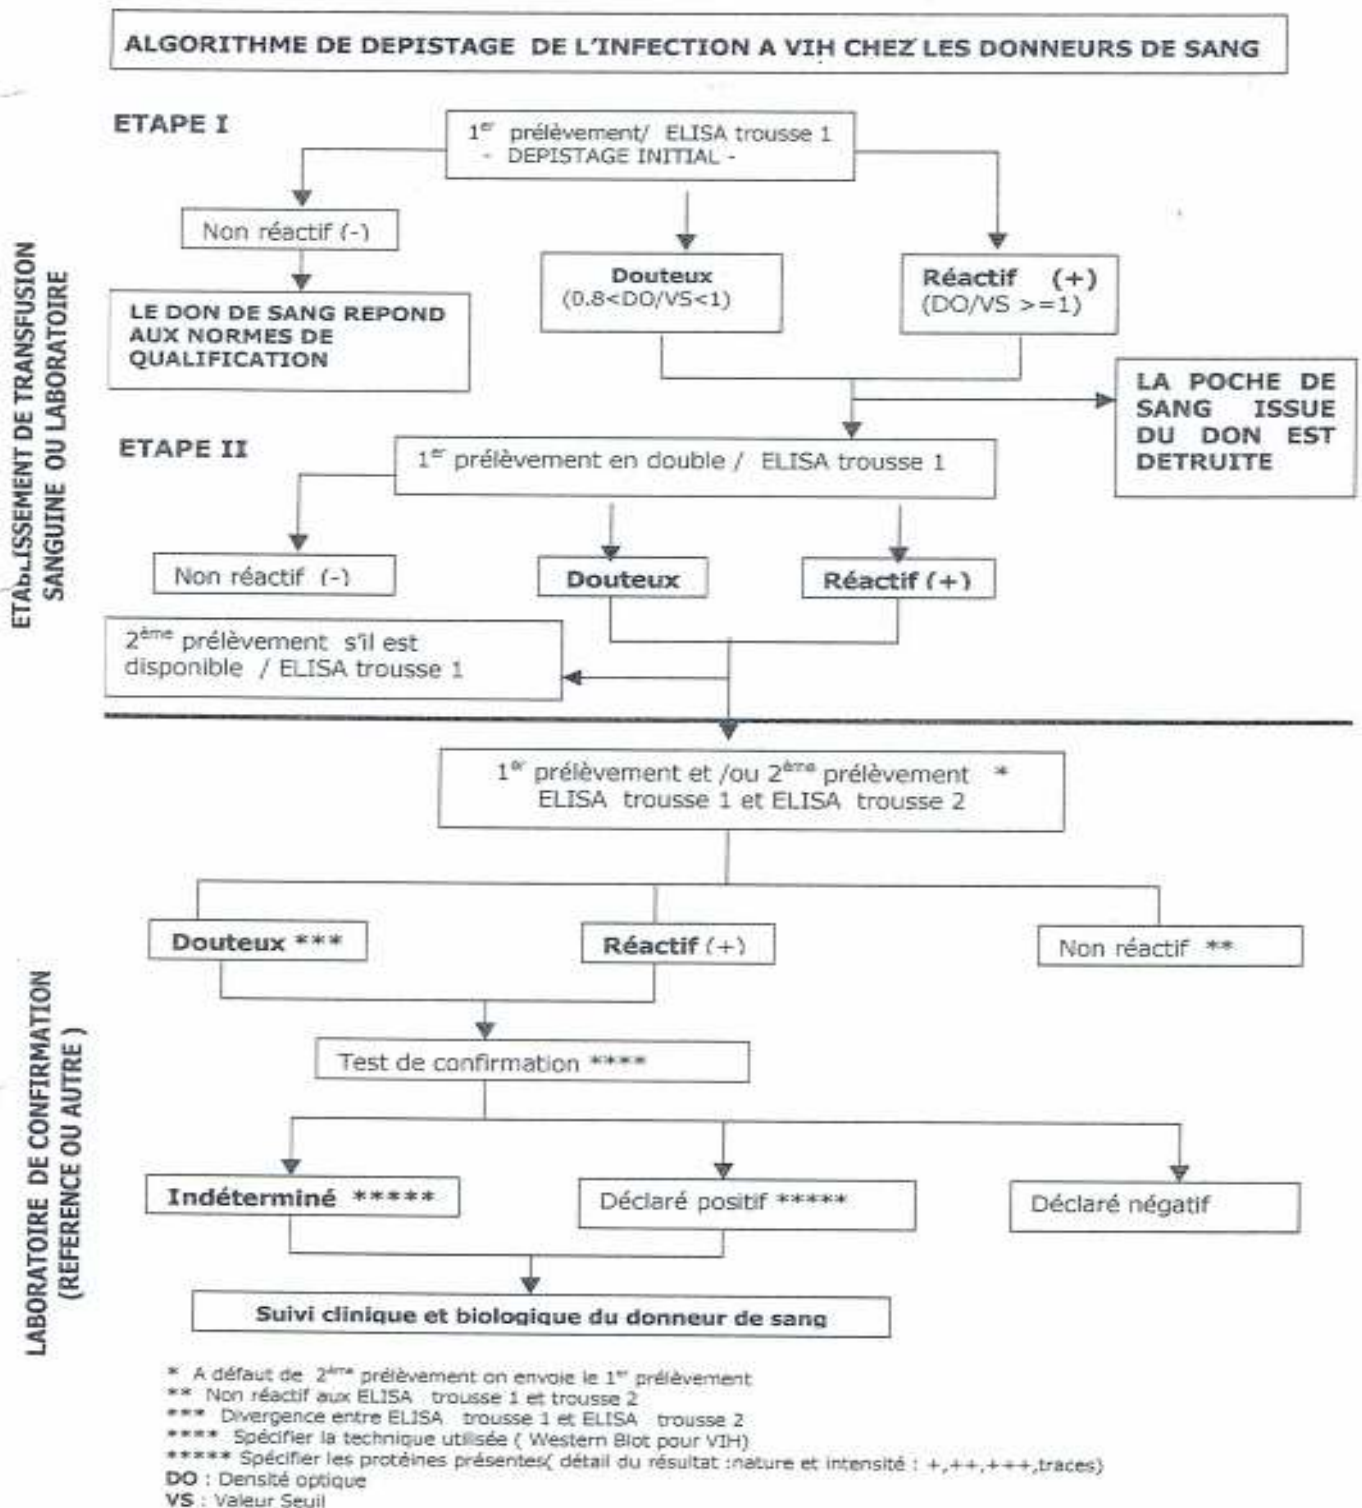 ALGORITHME DE DEPISTAGE DE L'INFECTION A VIH CHEZ LES DONNEURS DE SANG
ETABLISSEMENT DE TRANSFUSION
SANGUINE OU LABORATOIRE
ETAPE I
1er prélèvement/ ELISA trousse 1
- DEPISTAGE INITIAL -
Non réactif (-)
Douteux
(0.8<DO/VS<1)
Réactif (+)
(DO/VS >=1)
LE DON DE SANG REPOND
AUX NORMES DE
QUALIFICATION
LA POCHE DE
SANG ISSUE
DU DON EST
DETRUITE
ETAPE II
1er prélèvement en double / ELISA trousse 1
Non réactif (-)
Douteux
Réactif (+)
2ème prélèvement s'il est
disponible / ELISA trousse 1
LABORATOIRE DE CONFIRMATION
(REFERENCE OU AUTRE )
1er prélèvement et /ou 2ème prélèvement *
ELISA trousse 1 et ELISA trousse 2
Douteux ***
Réactif (+)
Non réactif **
Test de confirmation ****
Indéterminé *****
Déclaré positif *****
Déclaré négatif
Suivi clinique et biologique du donneur de sang
* A défaut de 2ème prélèvement on envoie le 1er prélèvement
** Non réactif aux ELISA trousse 1 et trousse 2
*** Divergence entre ELISA trousse 1 et ELISA trousse 2
**** Spécifier la technique utilisée ( Western Blot pour VIH)
***** Spécifier les protéines présentes( détail du résultat :nature et intensité : +,++,+++,traces)
DO : Densité optique
VS : Valeur Seuil